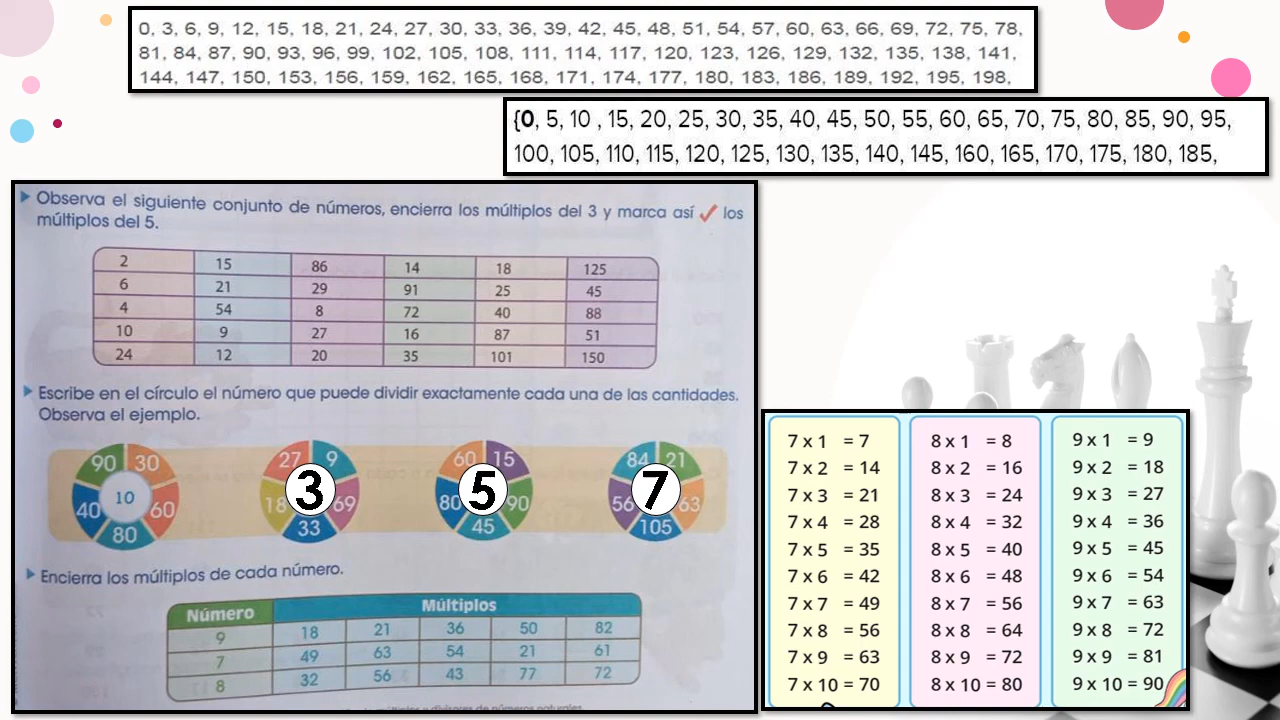 0, 3, 6, 9, 12, 15, 18, 21, 24, 27, 30, 33, 36, 39, 42, 45, 48, 51, 54, 57, 60, 63, 66, 69, 72, 75, 78,
81, 84, 87, 90, 93, 96, 99, 102, 105, 108, 111, 114, 117, 120, 123, 126, 129, 132, 135, 138, 141,
144, 147, 150, 153, 156, 159, 162, 165, 168, 171, 174, 177, 180, 183, 186, 189, 192, 195, 198,
{0, 5, 10 , 15, 20, 25, 30, 35, 40, 45, 50, 55, 60, 65, 70, 75, 80, 85, 90, 95,
100, 105, 110, 115, 120, 125, 130, 135, 140, 145, 160, 165, 170, 175, 180, 185,
Observa el siguiente conjunto de números, encierra los múltiplos del 3 y marca así ✓ los
múltiplos del 5.
2 15 86 14 18 125
6 21 29 91 25 45
4 54 8 72 40 88
10 9 27 16 87 51
24 12 20 35 101 150
Escribe en el círculo el número que puede dividir exactamente cada una de las cantidades.
Observa el ejemplo.
90 30
40 10 60
80
27 9
18 3 69
33
60 15
80 5 90
45
84 21
56 7 63
105
Encierra los múltiplos de cada número.
Número Múltiplos
9 18 21 36 50 82
7 49 63 54 21 61
8 32 56 43 77 72
múltiplos y divisores de números naturales
7 x 1 = 7
7 x 2 = 14
7 x 3 = 21
7 x 4 = 28
7 x 5 = 35
7 x 6 = 42
7 x 7 = 49
7 x 8 = 56
7 x 9 = 63
7 x 10 = 70
8 x 1 = 8
8 x 2 = 16
8 x 3 = 24
8 x 4 = 32
8 x 5 = 40
8 x 6 = 48
8 x 7 = 56
8 x 8 = 64
8 x 9 = 72
8 x 10 = 80
9 x 1 = 9
9 x 2 = 18
9 x 3 = 27
9 x 4 = 36
9 x 5 = 45
9 x 6 = 54
9 x 7 = 63
9 x 8 = 72
9 x 9 = 81
9 x 10 = 90